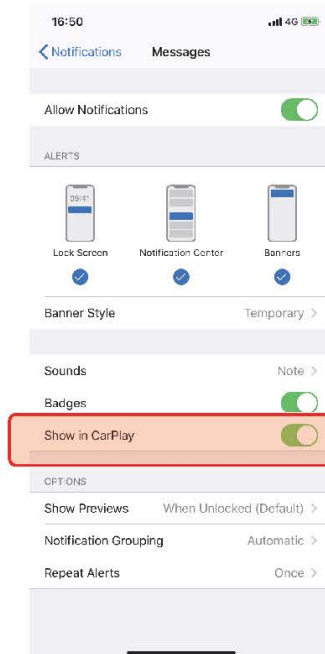 16:50 4G
Notifications Messages
Allow Notifications
ALERTS
09:41
Lock Screen Notification Center Banners
Banner Style Temporary
Sounds Note
Badges
Show in CarPlay
OPTIONS
Show Previews When Unlocked (Default)
Notification Grouping Automatic
Repeat Alerts Once